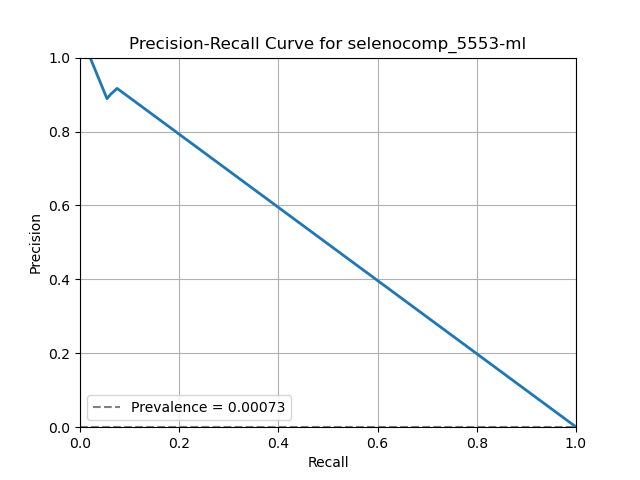 Precision-Recall Curve for selenocomp_5553-ml
Precision
1.0
0.8
0.6
0.4
0.2
0.0
Prevalence = 0.00073
0.0 0.2 0.4 0.6 0.8 1.0
Recall